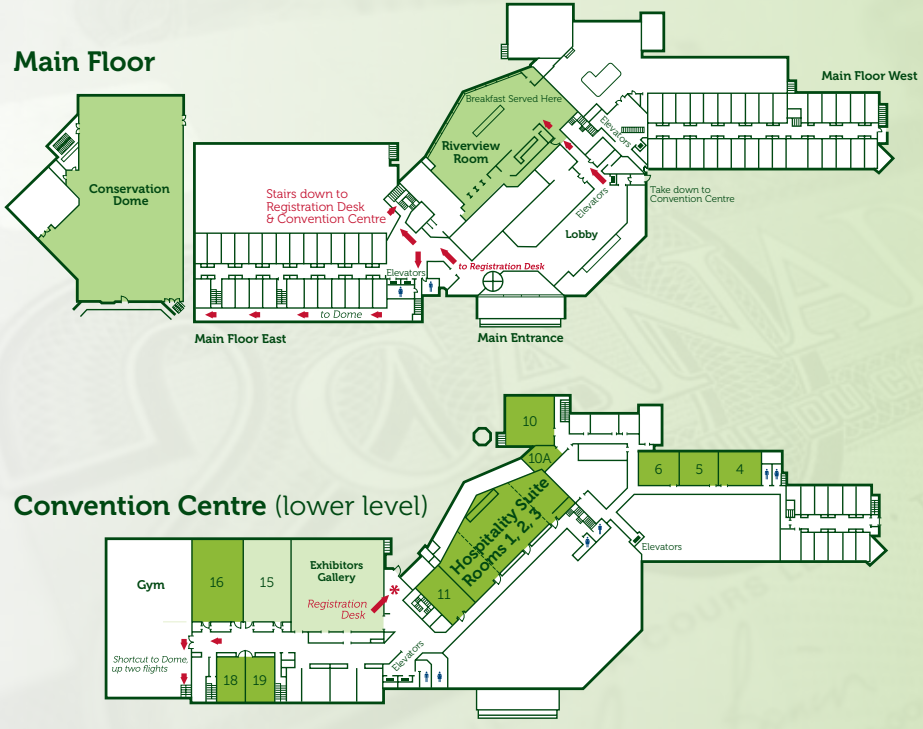 Main Floor
Main Floor West
Breakfast Served Here
Riverview
Room
Elevators
Conservation
Dome
Stairs down to
Registration Desk
& Convention Centre
Elevators
Take down to
Convention Centre
Lobby
to Registration Desk
Elevators
to Dome
Main Floor East
Main Entrance
10
10A
6
5
4
Convention Centre (lower level)
Hospitality Suite
Rooms 1, 2, 3
Elevators
Gym
16
15
Exhibitors
Gallery
11
*
Registration
Desk
Shortcut to Dome,
up two flights
Elevators
18
19